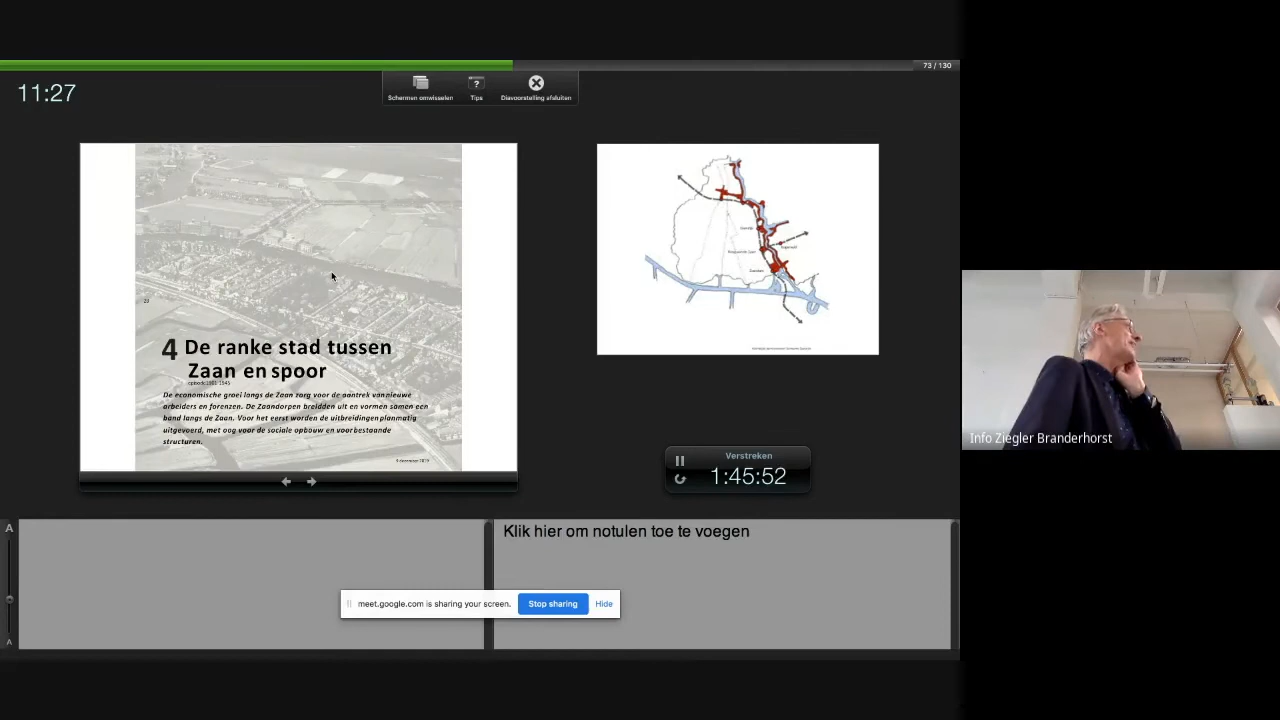 73 / 130
11:27
Schermen omwisselen
Tips
Diavoorstelling afsluiten
20
4 De ranke stad tussen
Zaan en spoor
De economische groei langs de Zaan zorg voor de aantrek van nieuwe
arbeiders en forenzen. De Zaandorpen breidden uit en vormen samen een
band langs de Zaan. Voor het eerst worden de uitbreidingen planmatig
uitgevoerd, met oog voor de sociale opbouw en voorbestaande
structuren.
Verstreken
1:45:52
A
Klik hier om notulen toe te voegen
meet.google.com is sharing your screen.
Stop sharing
Hide
A
Info Ziegler Branderhorst